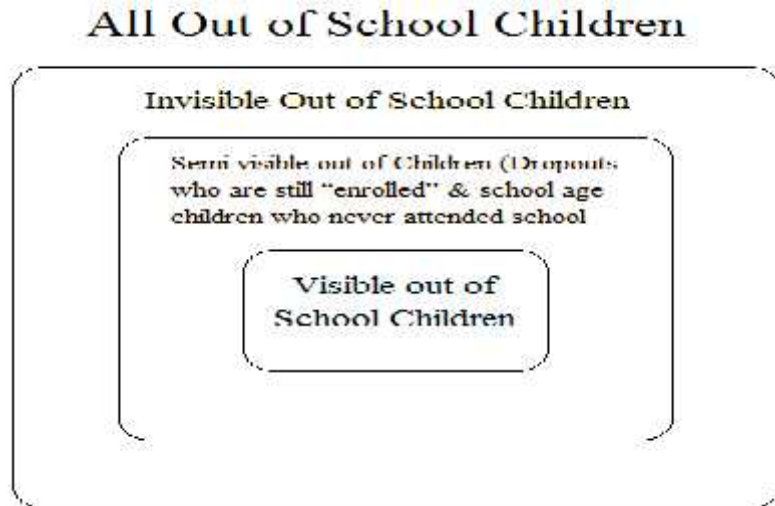 All Out of School Children
Invisible Out of School Children
Semi visible out of Children (Dropouts
who are still “enrolled” & school age
children who never attended school
Visible out of
School Children